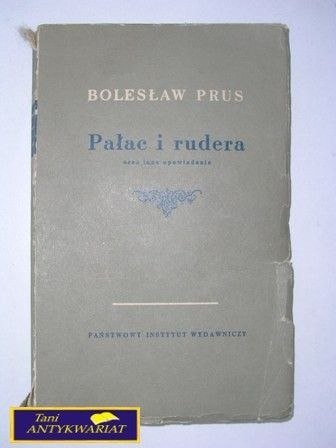 BOLESŁAW PRUS
Pałac i rudera
oraz inne opowiadania
PAŃSTWOWY INSTYTUT WYDAWNICZY
Tani
ANTYKWARIAT